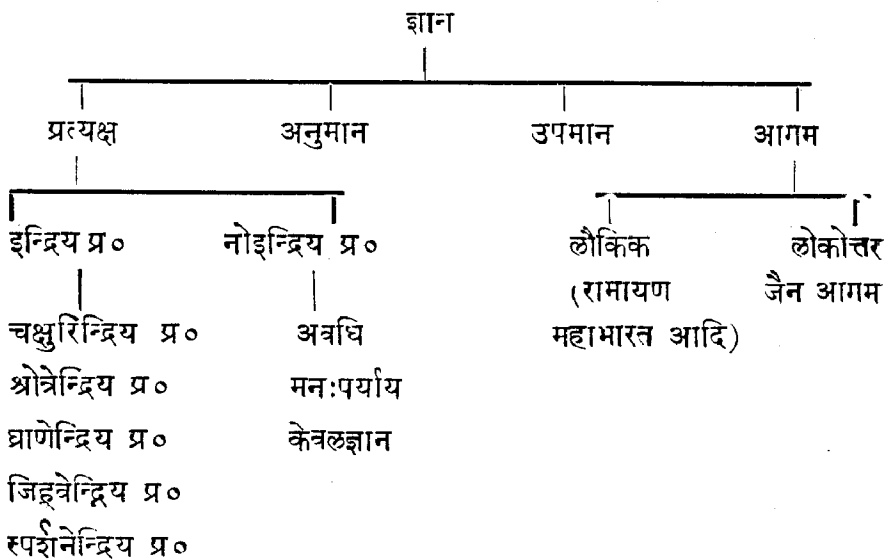 ज्ञान
प्रत्यक्ष अनुमान उपमान आगम
इन्द्रिय प्र० नोइन्द्रिय प्र० लौकिक लोकोत्तर
(रामायण जैन आगम
चक्षुरिन्द्रिय प्र० अवधि महाभारत आदि)
श्रोत्रेन्द्रिय प्र० मनःपर्याय
घ्राणेन्द्रिय प्र० केवलज्ञान
जिह्वेन्द्रिय प्र०
स्पर्शनेन्द्रिय प्र०